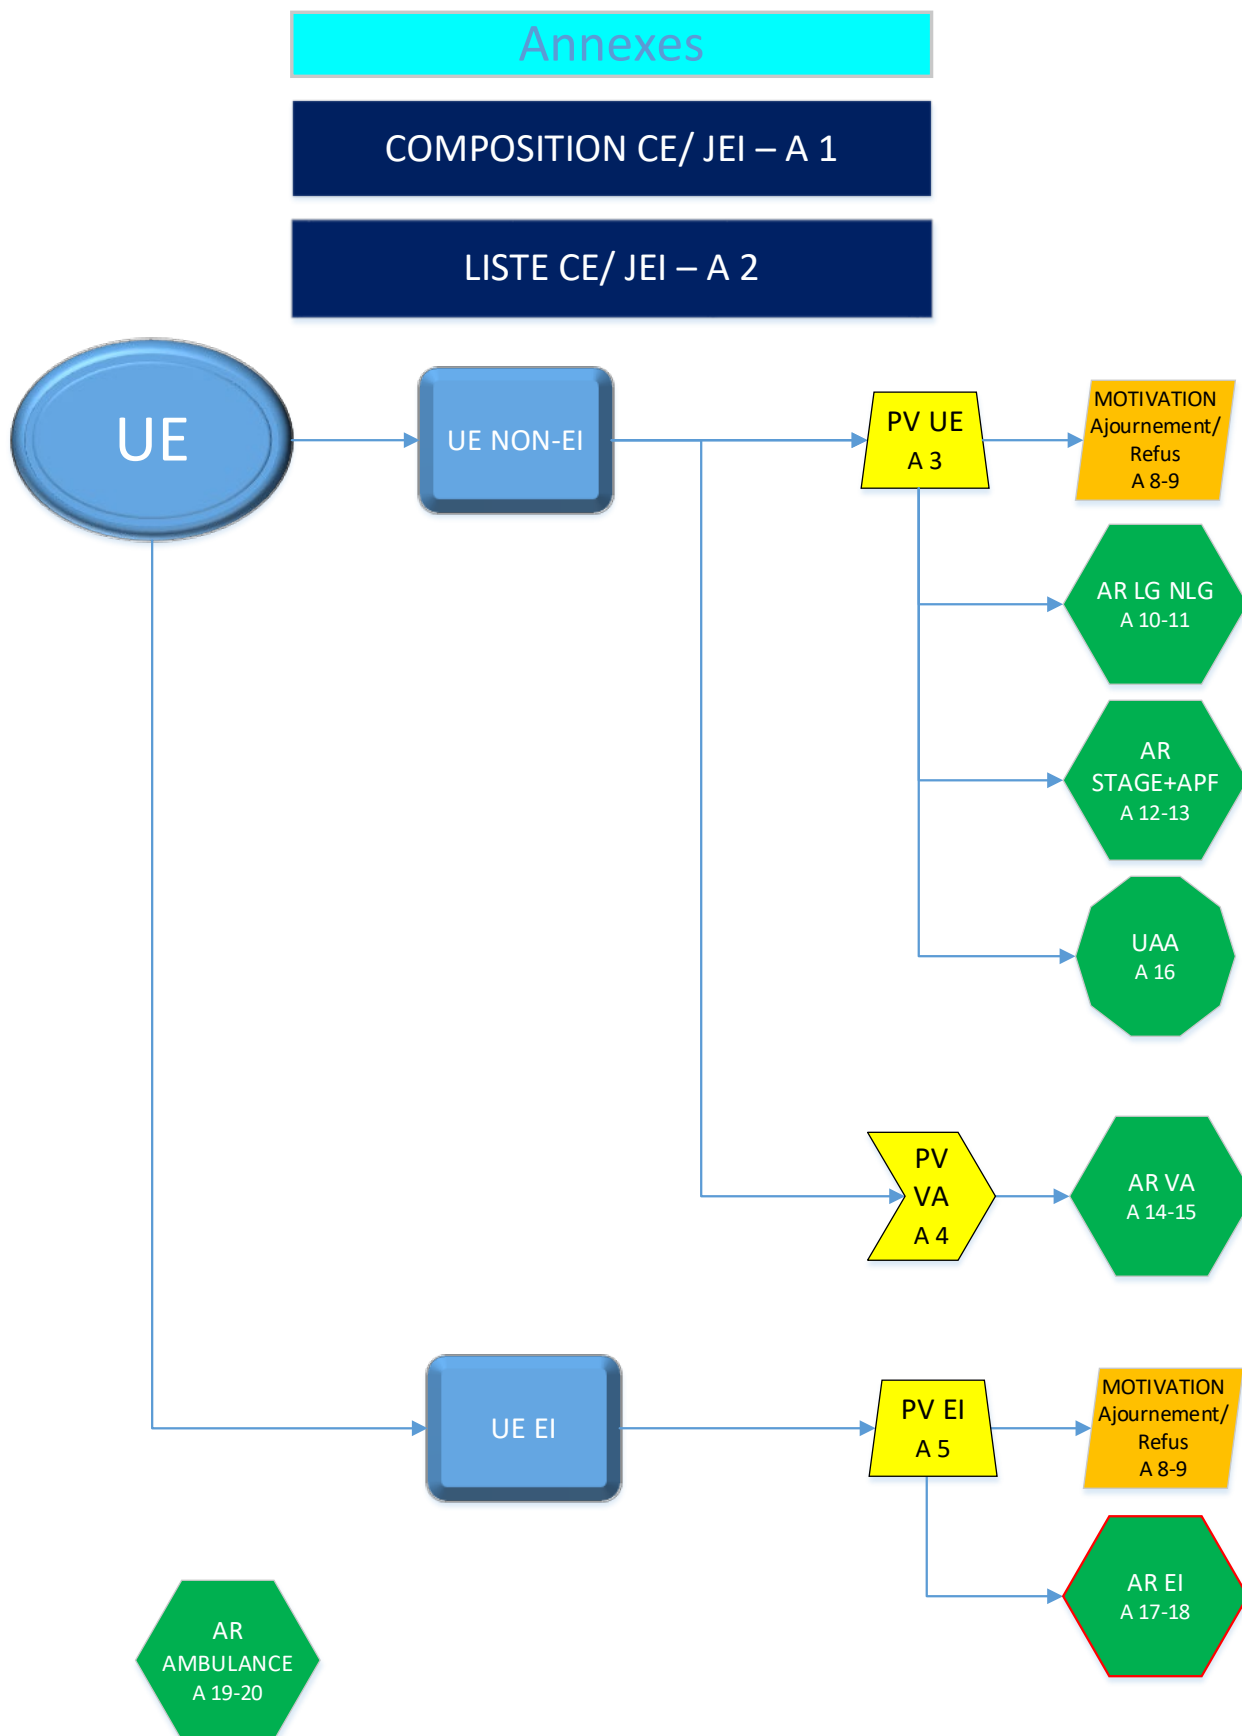 Annexes
COMPOSITION CE/ JEI – A 1
LISTE CE/ JEI – A 2
UE
UE NON-EI
PV UE
A 3
MOTIVATION
Ajournement/
Refus
A 8-9
AR LG NLG
A 10-11
AR
STAGE+APF
A 12-13
UAA
A 16
PV
VA
A 4
AR VA
A 14-15
UE EI
PV EI
A 5
MOTIVATION
Ajournement/
Refus
A 8-9
AR EI
A 17-18
AR
AMBULANCE
A 19-20